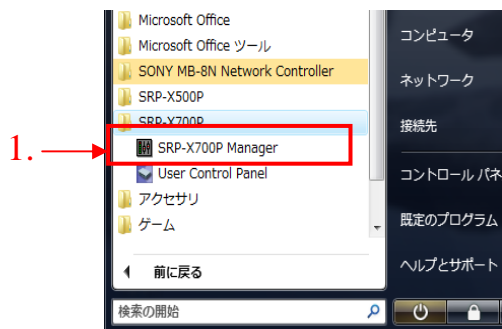 Microsoft Office
Microsoft Office ツール
SONY MB-8N Network Controller
SRP-X500P
SRP-X700P
1.
SRP-X700P Manager
User Control Panel
アクセサリ
ゲーム
前に戻る
検索の開始
コンピュータ
ネットワーク
接続先
コントロール パネ
既定のプログラム
ヘルプとサポート